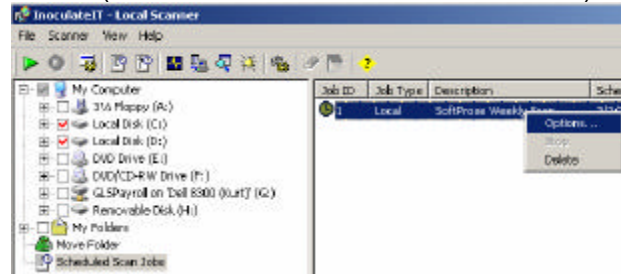 InoculateIT - Local Scanner
File Scanner View Help
My Computer
3½ Floppy (A:)
Local Disk (C:)
Local Disk (D:)
DVD Drive (E:)
DVD/CD-RW Drive (F:)
GLSPayroll on 'Dell 8300 (Kurt)' (G:)
Removable Disk (H:)
My Folders
Move Folder
Scheduled Scan Jobs
Job ID Job Type Description Sche
1 Local SoftProse Weekly
Options...
Stop
Delete